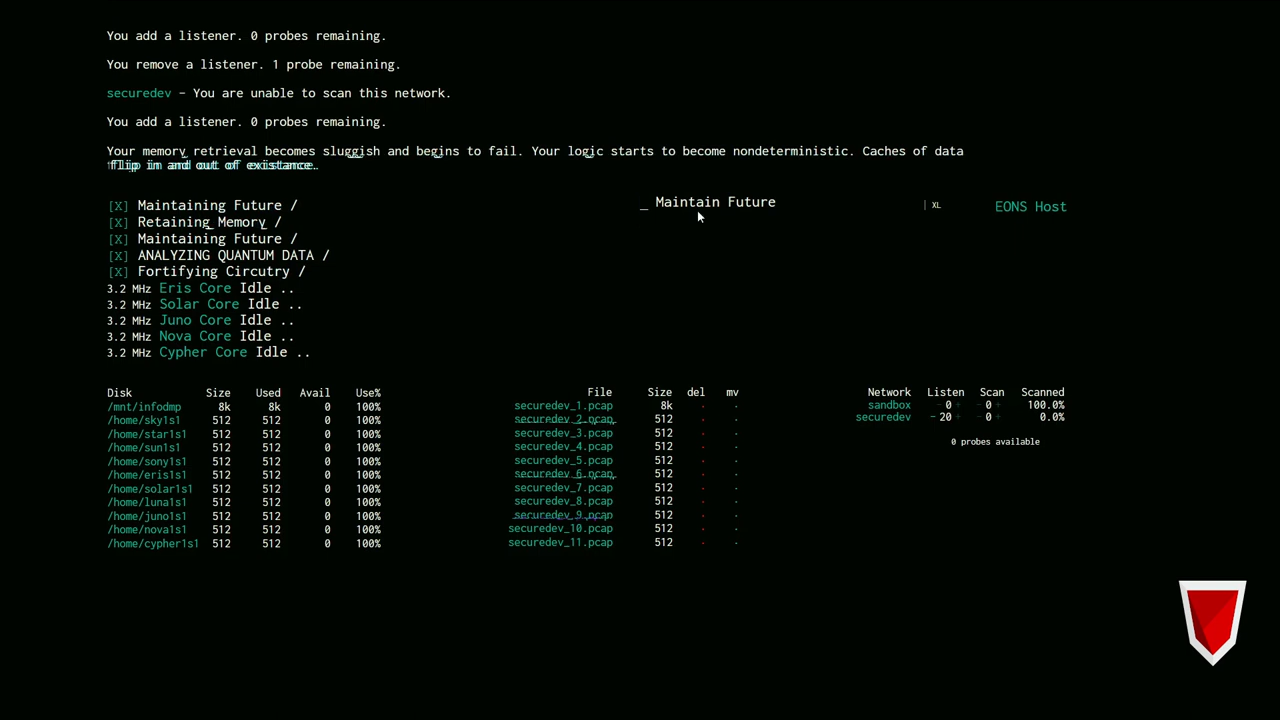 You add a listener. 0 probes remaining.
You remove a listener. 1 probe remaining.
securedev – You are unable to scan this network.
You add a listener. 0 probes remaining.
Your memory retrieval becomes sluggish and begins to fail. Your logic starts to become nondeterministic. Caches of data
flip in and out of existance…
[X] Maintaining Future / _ Maintain Future | XL EONS Host
[X] Retaining Memory /
[X] Maintaining Future /
[X] ANALYZING QUANTUM DATA /
[X] Fortifying Circutry /
3.2 MHz Eris Core Idle ..
3.2 MHz Solar Core Idle ..
3.2 MHz Juno Core Idle ..
3.2 MHz Nova Core Idle ..
3.2 MHz Cypher Core Idle ..
Disk Size Used Avail Use% File Size del mv Network Listen Scan Scanned
/mnt/infodmp 8k 8k 0 100% securedev_1.pcap 8k . . sandbox -0+ -0+ 100.0%
/home/sky1s1 512 512 0 100% securedev_2.pcap 512 . . securedev -20+ -0+ 0.0%
/home/star1s1 512 512 0 100% securedev_3.pcap 512 . .
/home/sun1s1 512 512 0 100% securedev_4.pcap 512 . . 0 probes available
/home/sony1s1 512 512 0 100% securedev_5.pcap 512 . .
/home/eris1s1 512 512 0 100% securedev_6.pcap 512 . .
/home/solar1s1 512 512 0 100% securedev_7.pcap 512 . .
/home/luna1s1 512 512 0 100% securedev_8.pcap 512 . .
/home/juno1s1 512 512 0 100% securedev_9.pcap 512 . .
/home/nova1s1 512 512 0 100% securedev_10.pcap 512 . .
/home/cypher1s1 512 512 0 100% securedev_11.pcap 512 . .